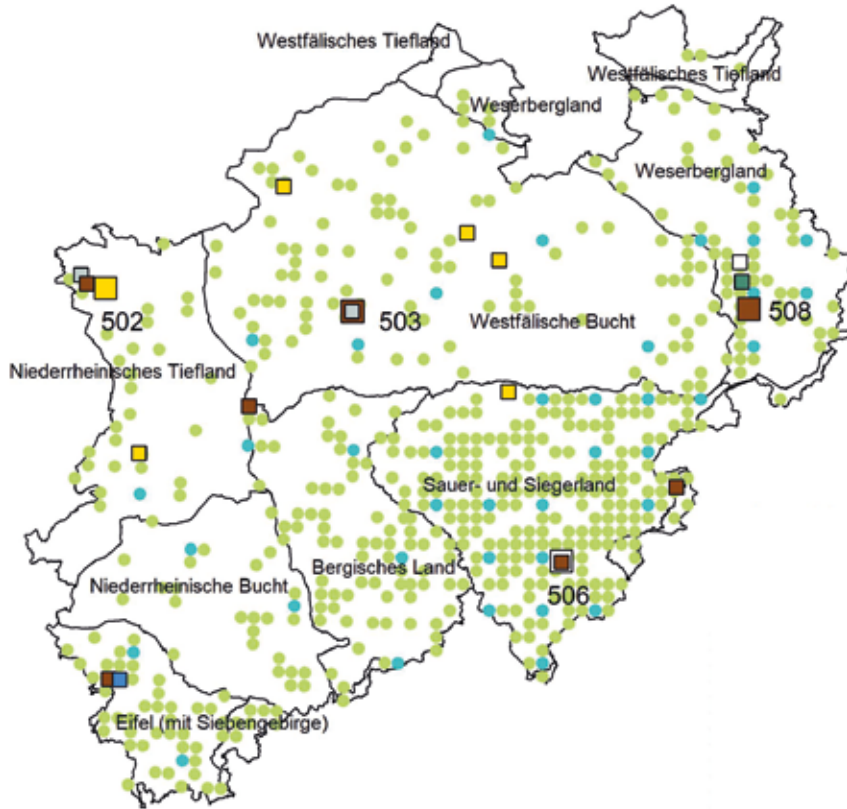 Westfälisches Tiefland
Westfälisches Tiefland
Weserbergland
Weserbergland
502
503
Westfälische Bucht
508
Niederrheinisches Tiefland
Sauer- und Siegerland
Bergisches Land
Niederrheinische Bucht
506
Eifel (mit Siebengebirge)